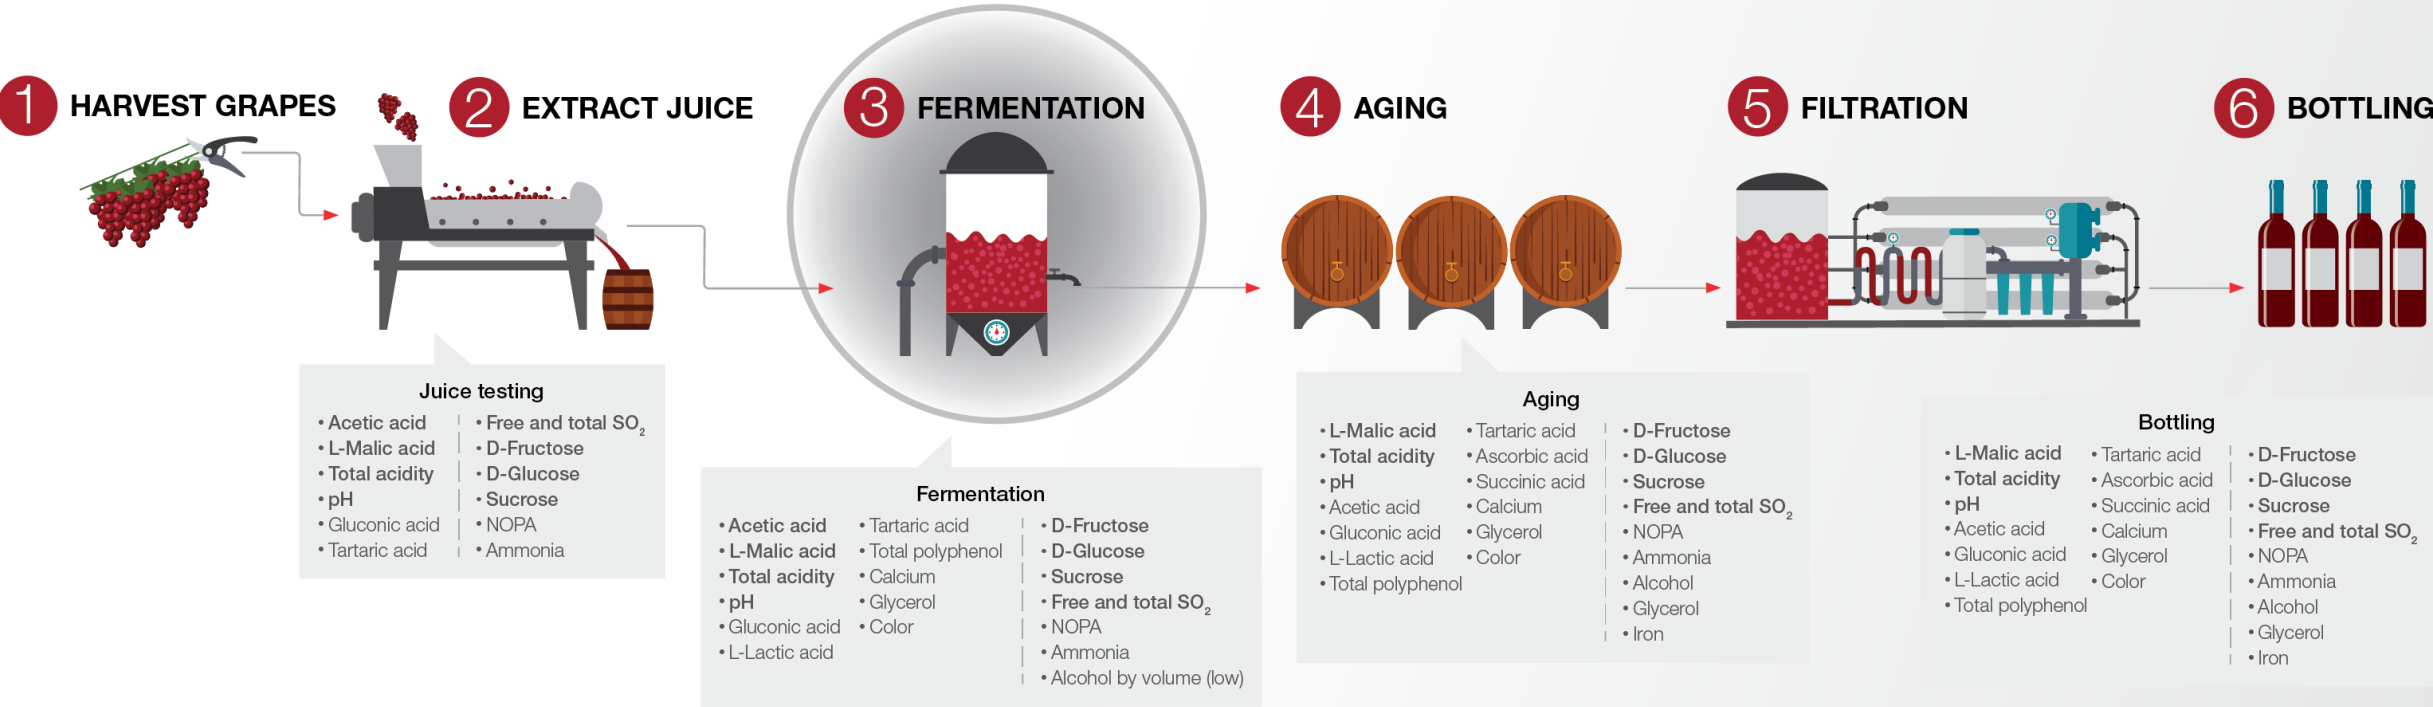 1 HARVEST GRAPES
2 EXTRACT JUICE
3 FERMENTATION
4 AGING
5 FILTRATION
6 BOTTLING
Juice testing
• Acetic acid
• L-Malic acid
• Total acidity
• pH
• Gluconic acid
• Tartaric acid
• Free and total SO₂
• D-Fructose
• D-Glucose
• Sucrose
• NOPA
• Ammonia
Fermentation
• Acetic acid
• L-Malic acid
• Total acidity
• pH
• Gluconic acid
• L-Lactic acid
• Tartaric acid
• Total polyphenol
• Calcium
• Glycerol
• Color
• D-Fructose
• D-Glucose
• Sucrose
• Free and total SO₂
• NOPA
• Ammonia
• Alcohol by volume (low)
Aging
• L-Malic acid
• Total acidity
• pH
• Acetic acid
• Gluconic acid
• L-Lactic acid
• Total polyphenol
• Tartaric acid
• Ascorbic acid
• Succinic acid
• Calcium
• Glycerol
• Color
• D-Fructose
• D-Glucose
• Sucrose
• Free and total SO₂
• NOPA
• Ammonia
• Alcohol
• Glycerol
• Iron
Bottling
• L-Malic acid
• Total acidity
• pH
• Acetic acid
• Gluconic acid
• L-Lactic acid
• Total polyphenol
• Tartaric acid
• Ascorbic acid
• Succinic acid
• Calcium
• Glycerol
• Color
• D-Fructose
• D-Glucose
• Sucrose
• Free and total SO₂
• NOPA
• Ammonia
• Alcohol
• Glycerol
• Iron